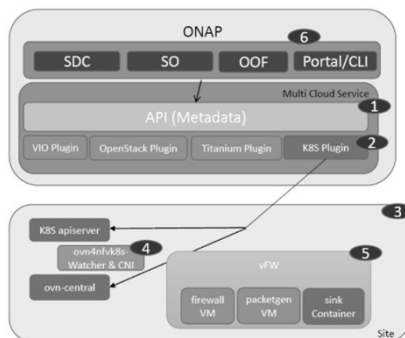 ONAP
6
SDC
SO
OOF
Portal/CLI
Multi Cloud Service
1
API (Metadata)
2
VIO Plugin
OpenStack Plugin
Titanium Plugin
K8S Plugin
3
K8S apiserver
4
ovn4nfvk8s-
Watcher & CNI
5
vFW
ovn-central
firewall
VM
packetgen
VM
sink
Container
Site